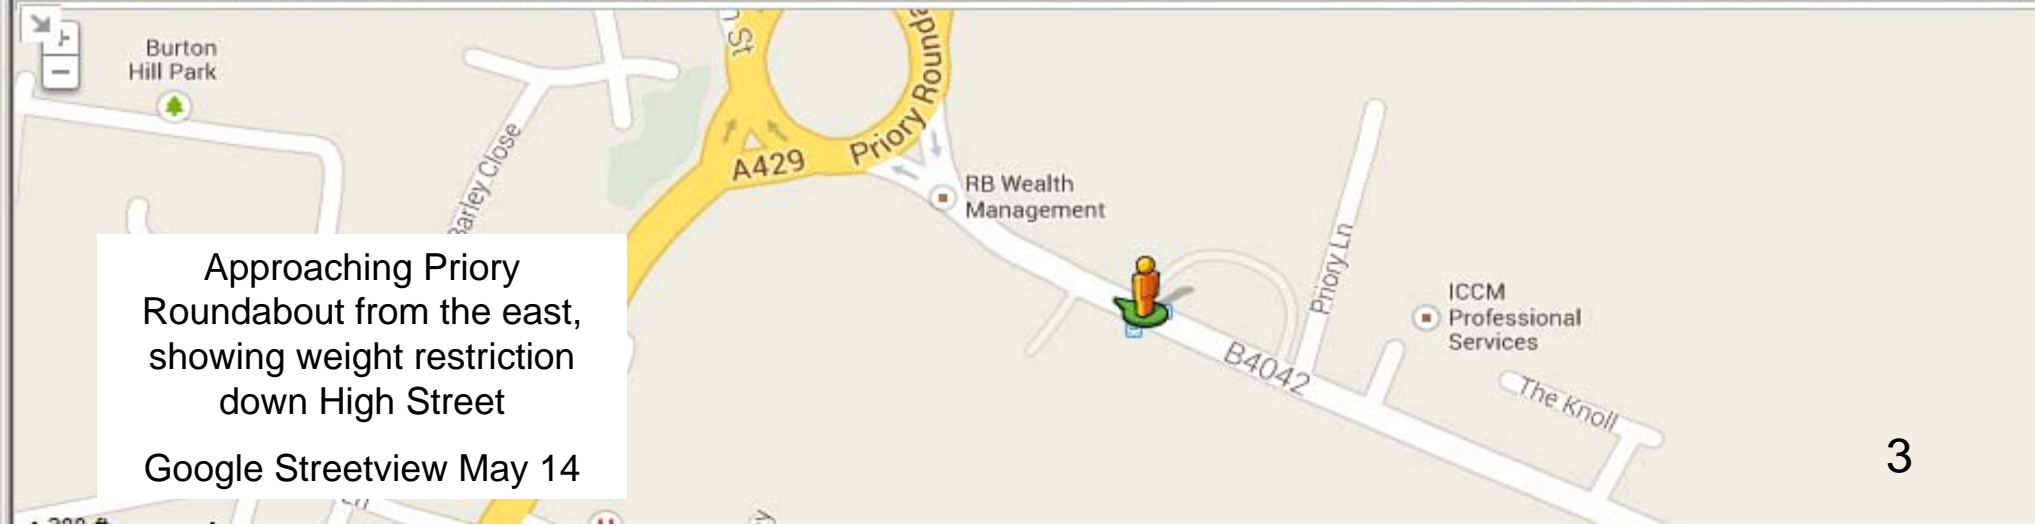 Burton
Hill Park
St
Priory Round
Barley Close
A429
RB Wealth
Management
Priory Ln
ICCM
Professional
Services
B4042
The Knoll
Approaching Priory
Roundabout from the east,
showing weight restriction
down High Street
Google Streetview May 14
3